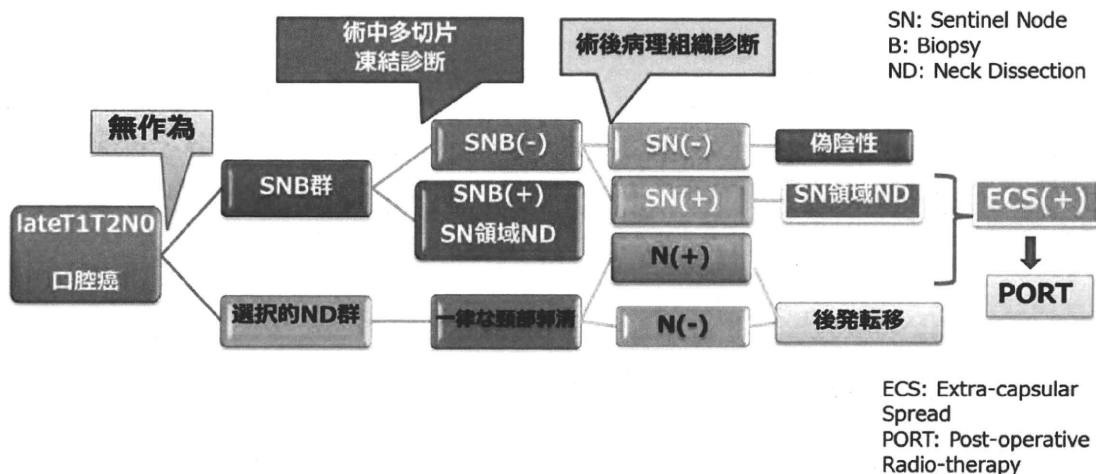 SN: Sentinel Node
B: Biopsy
ND: Neck Dissection
術中多切片
凍結診断
術後病理組織診断
無作為
lateT1T2N0
口腔癌
SNB群
選択的ND群
SNB(-)
SNB(+)
SN領域ND
一律な頸部郭清
SN(-)
SN(+)
N(+)
N(-)
偽陰性
SN領域ND
後発転移
ECS(+)
PORT
ECS: Extra-capsular
Spread
PORT: Post-operative
Radio-therapy